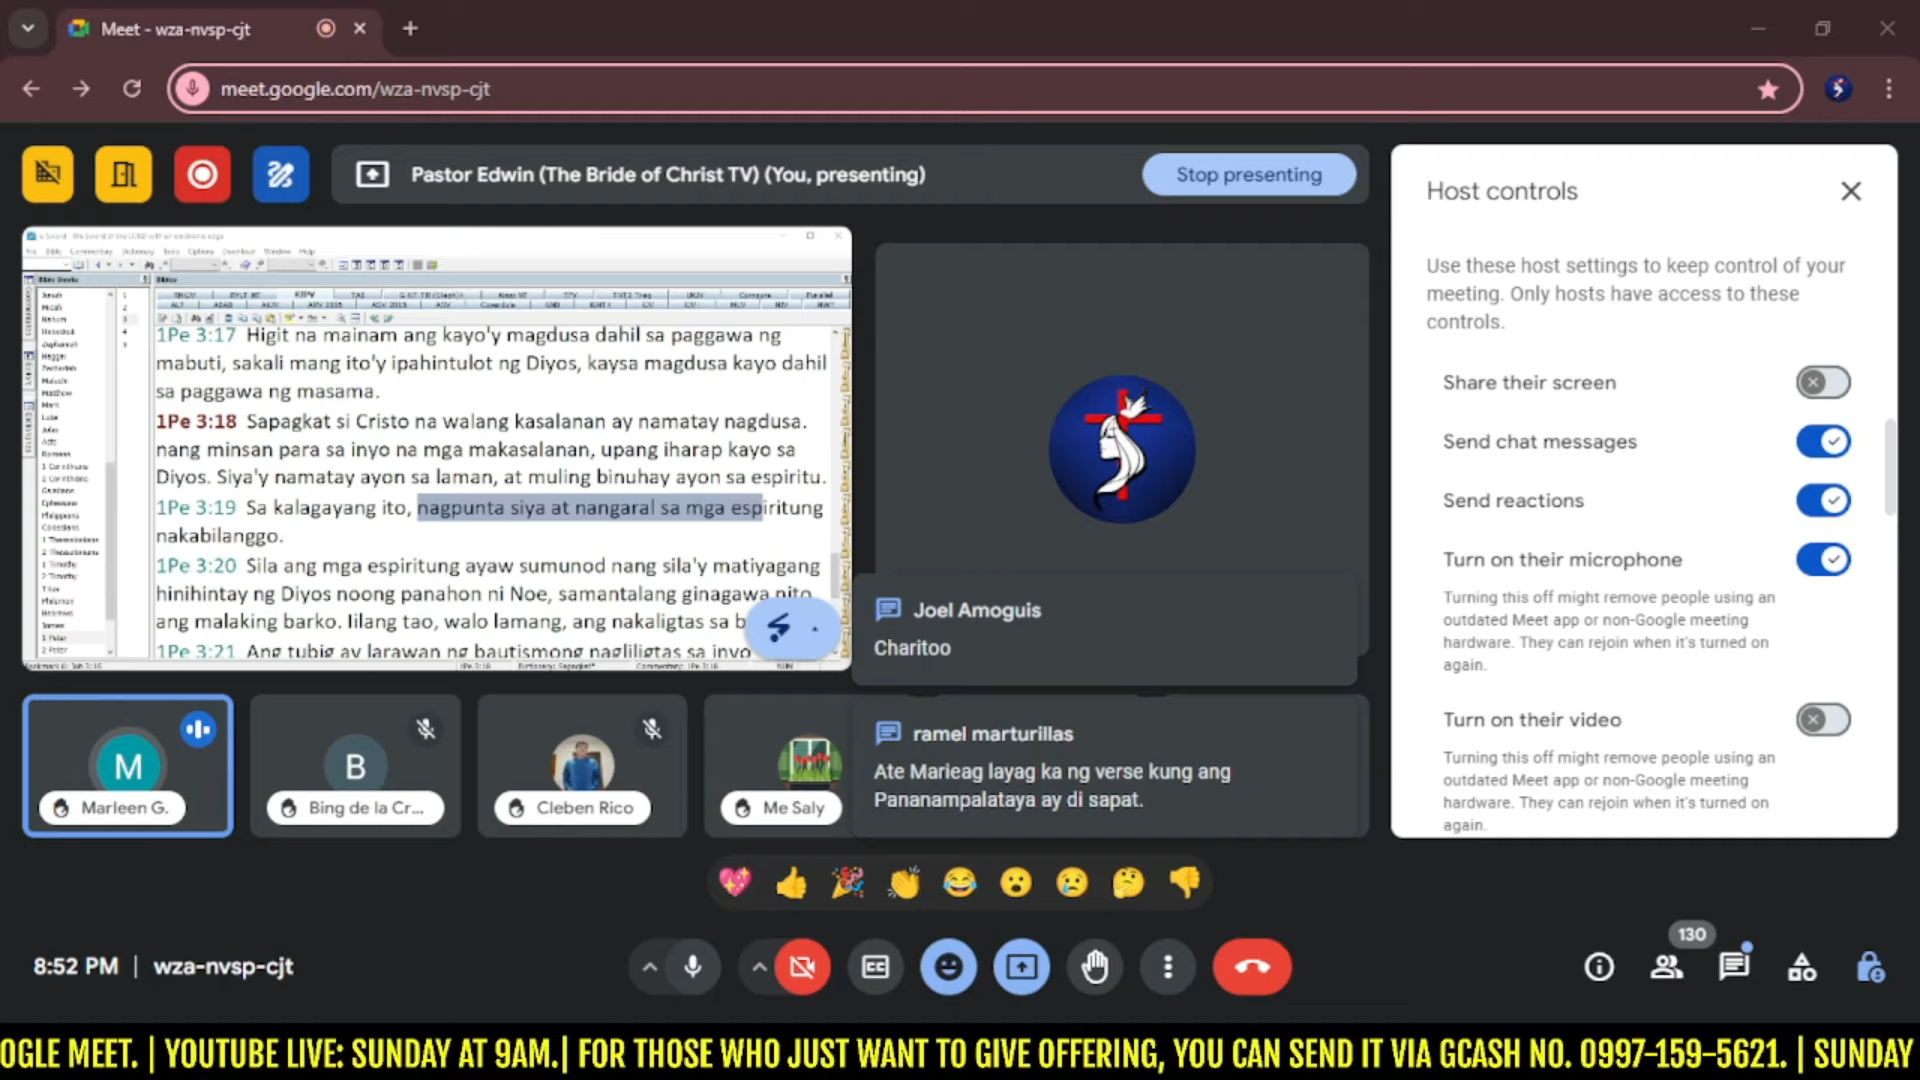 Meet - wza-nvsp-cjt
meet.google.com/wza-nvsp-cjt
Pastor Edwin (The Bride of Christ TV) (You, presenting)
Stop presenting
1Pe 3:17 Higit na mainam ang kayo'y magdusa dahil sa paggawa ng
mabuti, sakali mang ito'y ipahintulot ng Diyos, kaysa magdusa kayo dahil
sa paggawa ng masama.
1Pe 3:18 Sapagkat si Cristo na walang kasalanan ay namatay nagdusa.
nang minsan para sa inyo na mga makasalanan, upang iharap kayo sa
Diyos. Siya'y namatay ayon sa laman, at muling binuhay ayon sa espiritu.
1Pe 3:19 Sa kalagayang ito, nagpunta siya at nangaral sa mga espiritung
nakabilanggo.
1Pe 3:20 Sila ang mga espiritung ayaw sumunod nang sila'y matiyagang
hinihintay ng Diyos noong panahon ni Noe, samantalang ginagawa nito
ang malaking barko. Iilang tao, walo lamang, ang nakaligtas sa b
1Pe 3:21 Ang tubig ay larawan ng bautismong nagliligtas sa inyo
Joel Amoguis
Charitoo
ramel marturillas
Ate Marieag layag ka ng verse kung ang
Pananampalataya ay di sapat.
M
Marleen G.
B
Bing de la Cr...
Cleben Rico
Me Saly
Host controls
Use these host settings to keep control of your
meeting. Only hosts have access to these
controls.
Share their screen
Send chat messages
Send reactions
Turn on their microphone
Turning this off might remove people using an
outdated Meet app or non-Google meeting
hardware. They can rejoin when it's turned on
again.
Turn on their video
Turning this off might remove people using an
outdated Meet app or non-Google meeting
hardware. They can rejoin when it's turned on
again.
8:52 PM | wza-nvsp-cjt
130
OGLE MEET. | YOUTUBE LIVE: SUNDAY AT 9AM.| FOR THOSE WHO JUST WANT TO GIVE OFFERING, YOU CAN SEND IT VIA GCASH NO. 0997-159-5621. | SUNDAY